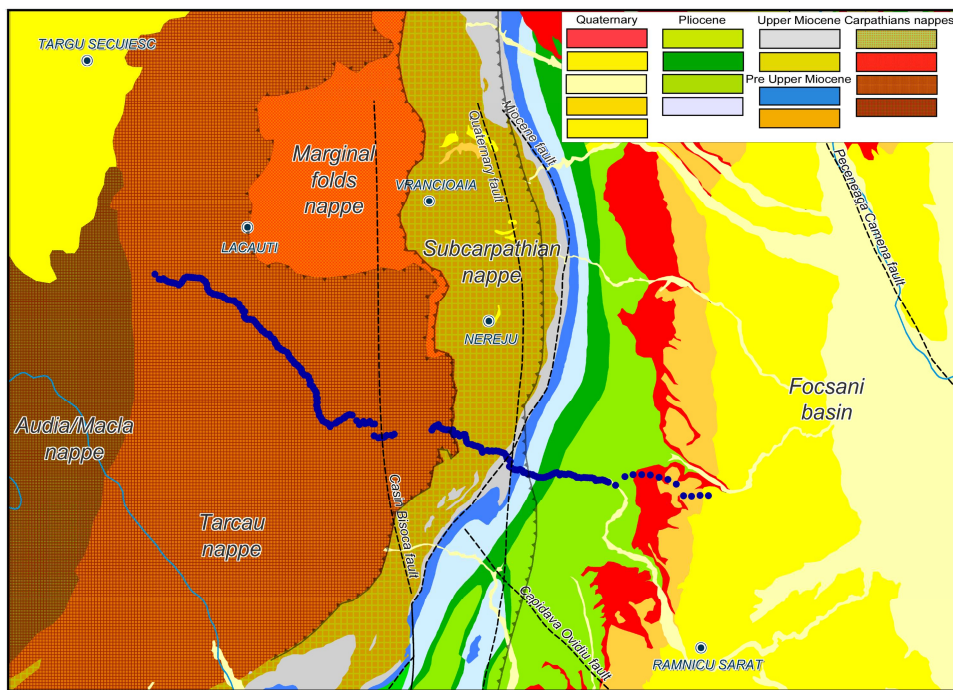 Quaternary
Pliocene
Upper Miocene
Carpathians nappes
Pre Upper Miocene
TARGU SECUIESC
Marginal
folds
nappe
LACAUTI
VRANCIOAIA
Quaternary fault
Miocene fault
Subcarpathian
nappe
NEREJU
Peceneaga Camena fault
Focsani
basin
Audia/Macla
nappe
Tarcau
nappe
Casin Bisoca fault
Capidava Ovidiu fault
RAMNICU SARAT